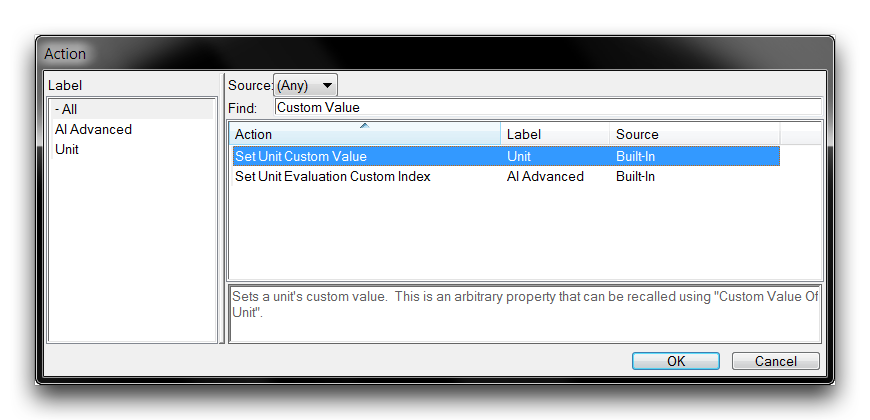 Action
Label
- All
AI Advanced
Unit
Source: (Any)
Find: Custom Value
Action Label Source
Set Unit Custom Value Unit Built-In
Set Unit Evaluation Custom Index AI Advanced Built-In
Sets a unit's custom value.  This is an arbitrary property that can be recalled using "Custom Value Of
Unit".
OK Cancel